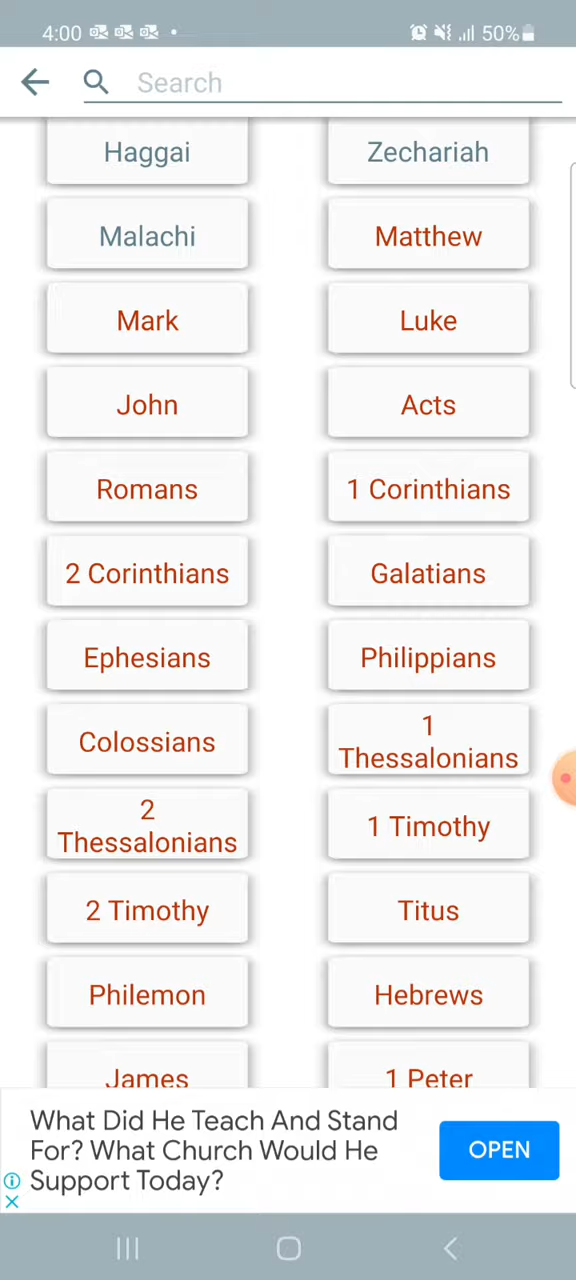 4:00
50%
Search
Haggai
Zechariah
Malachi
Matthew
Mark
Luke
John
Acts
Romans
1 Corinthians
2 Corinthians
Galatians
Ephesians
Philippians
Colossians
1
Thessalonians
2
Thessalonians
1 Timothy
2 Timothy
Titus
Philemon
Hebrews
James
1 Peter
What Did He Teach And Stand
For? What Church Would He
Support Today?
OPEN